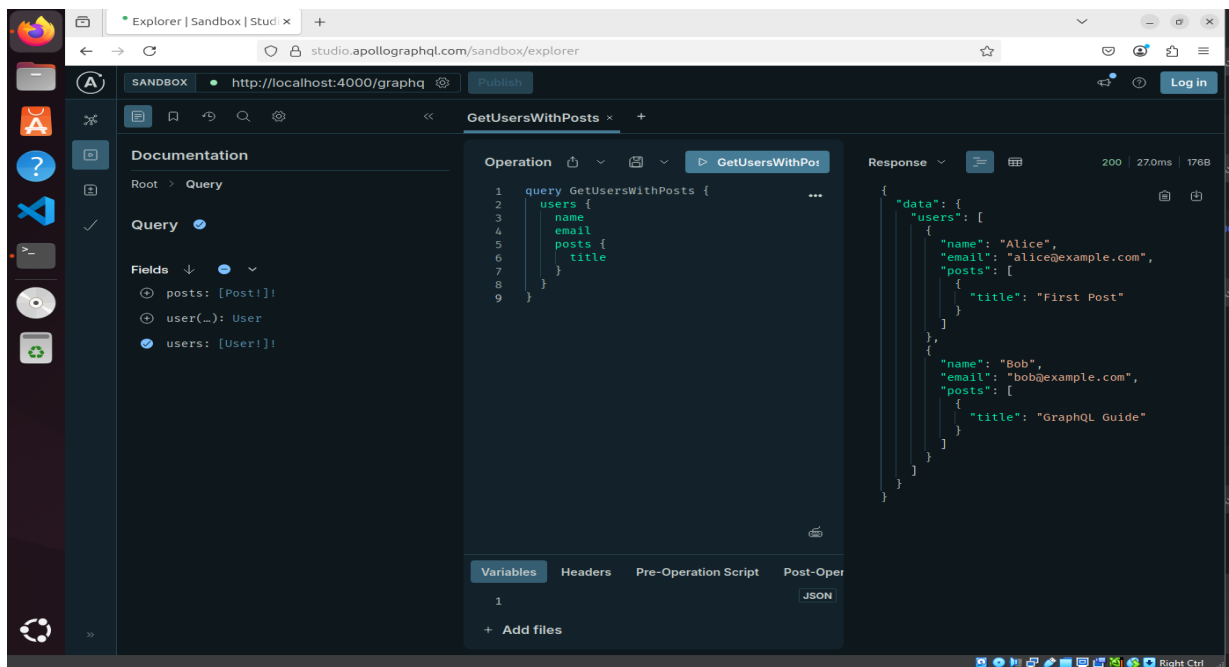 Explorer | Sandbox | Studi
studio.apollographql.com/sandbox/explorer
SANDBOX http://localhost:4000/graphq Publish Log in
GetUsersWithPosts
Documentation
Root > Query
Query
Fields
posts: [Post!]!
user(…): User
users: [User!]!
Operation GetUsersWithPos
1 query GetUsersWithPosts {
2 users {
3 name
4 email
5 posts {
6 title
7 }
8 }
9 }
Variables Headers Pre-Operation Script Post-Oper
1 JSON
+ Add files
Response 200 27.0ms 176B
{
"data": {
"users": [
{
"name": "Alice",
"email": "alice@example.com",
"posts": [
{
"title": "First Post"
}
]
},
{
"name": "Bob",
"email": "bob@example.com",
"posts": [
{
"title": "GraphQL Guide"
}
]
}
]
}
}
Right Ctrl